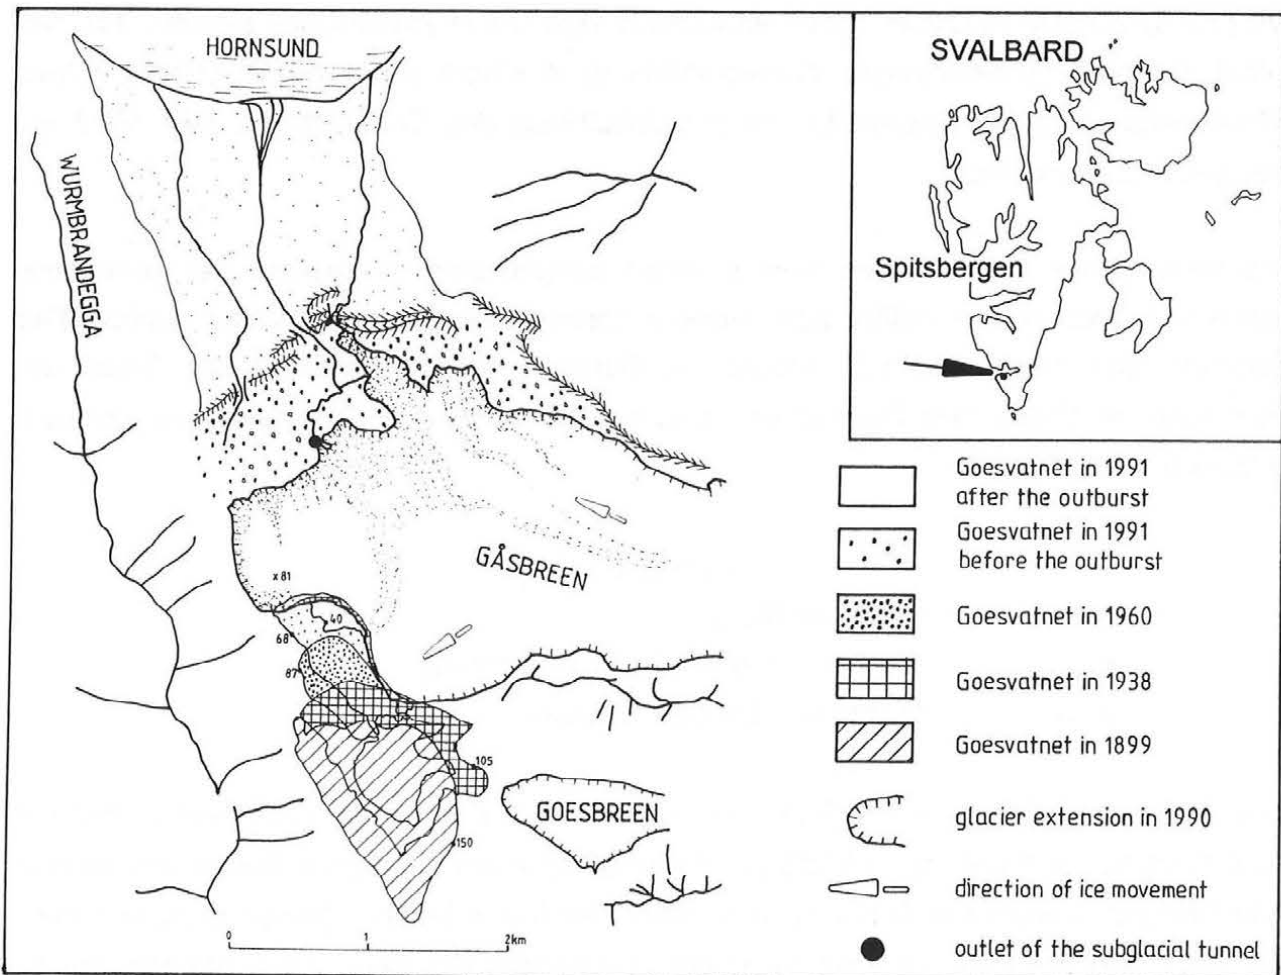 HORNSUND
WURMBRANDEGGA
GÅSBREEN
x 81
40
68
87
105
150
GOESBREEN
0 1 2km
SVALBARD
Spitsbergen
Goesvatnet in 1991
after the outburst
Goesvatnet in 1991
before the outburst
Goesvatnet in 1960
Goesvatnet in 1938
Goesvatnet in 1899
glacier extension in 1990
direction of ice movement
outlet of the subglacial tunnel